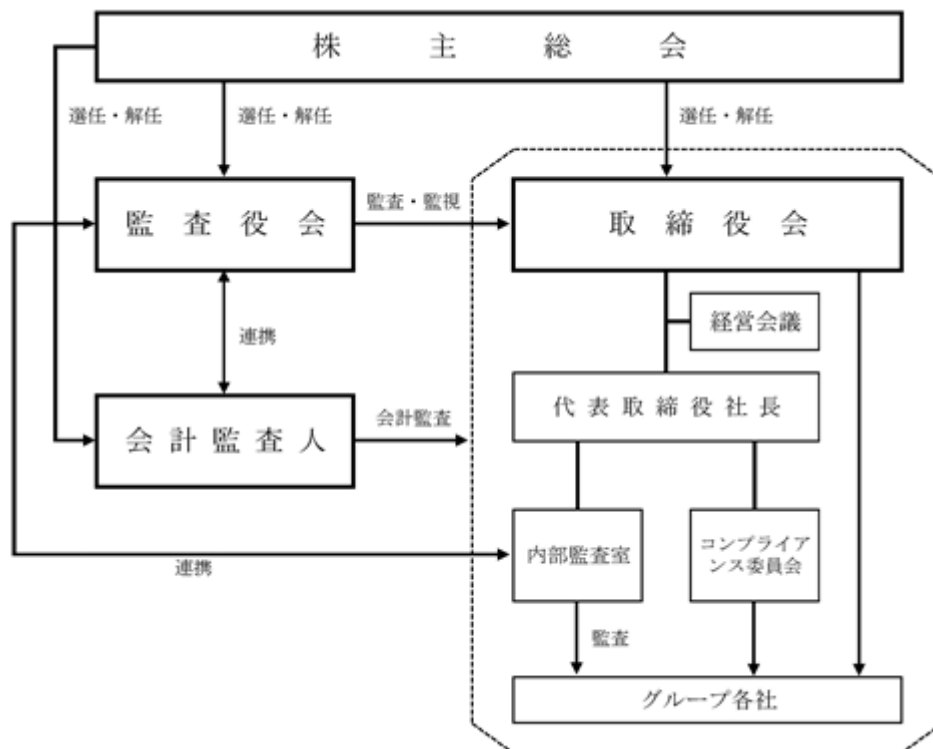 株主総会
選任・解任
選任・解任
選任・解任
監査役会
監査・監視
取締役会
経営会議
連携
代表取締役社長
会計監査人
会計監査
内部監査室
コンプライア
ンス委員会
連携
監査
グループ各社